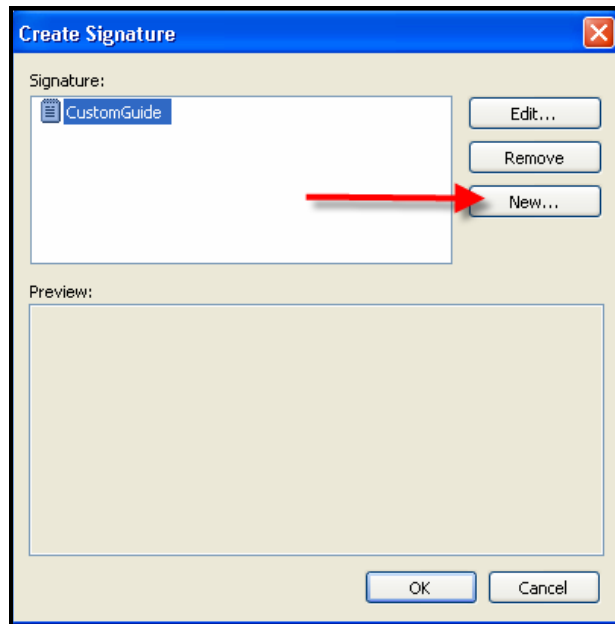 Create Signature
Signature:
CustomGuide
Edit...
Remove
New...
Preview:
OK
Cancel